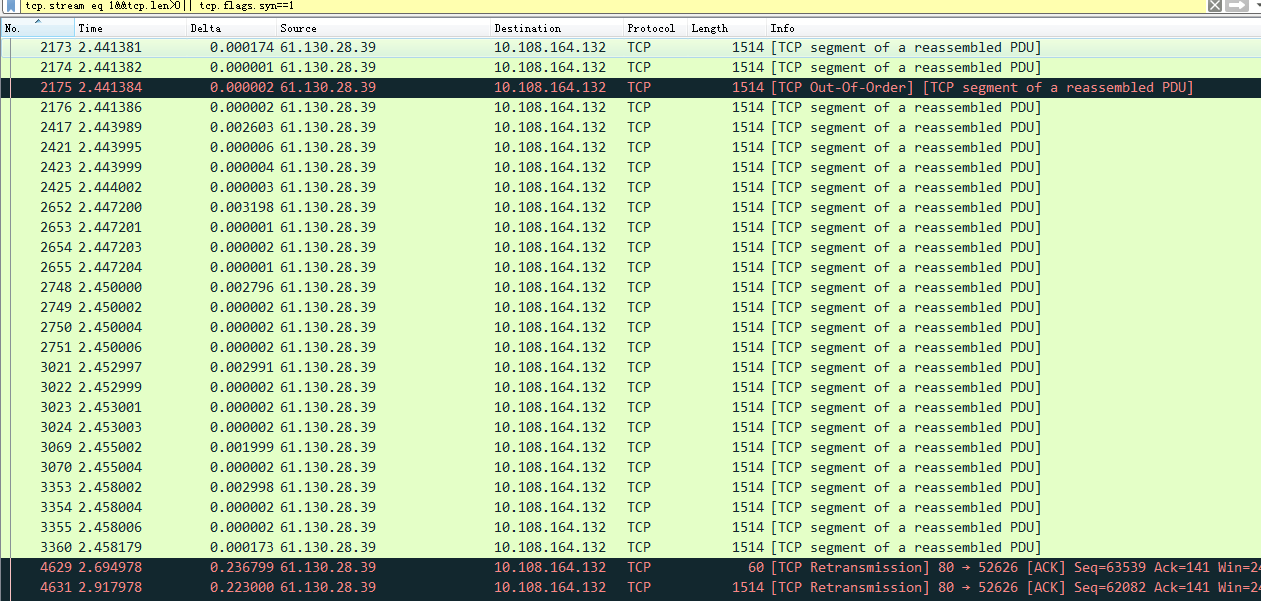 tcp.stream eq 1&&tcp.len>0|| tcp.flags.syn==1
No. Time Delta Source Destination Protocol Length Info
2173 2.441381 0.000174 61.130.28.39 10.108.164.132 TCP 1514 [TCP segment of a reassembled PDU]
2174 2.441382 0.000001 61.130.28.39 10.108.164.132 TCP 1514 [TCP segment of a reassembled PDU]
2175 2.441384 0.000002 61.130.28.39 10.108.164.132 TCP 1514 [TCP Out-Of-Order] [TCP segment of a reassembled PDU]
2176 2.441386 0.000002 61.130.28.39 10.108.164.132 TCP 1514 [TCP segment of a reassembled PDU]
2417 2.443989 0.002603 61.130.28.39 10.108.164.132 TCP 1514 [TCP segment of a reassembled PDU]
2421 2.443995 0.000006 61.130.28.39 10.108.164.132 TCP 1514 [TCP segment of a reassembled PDU]
2423 2.443999 0.000004 61.130.28.39 10.108.164.132 TCP 1514 [TCP segment of a reassembled PDU]
2425 2.444002 0.000003 61.130.28.39 10.108.164.132 TCP 1514 [TCP segment of a reassembled PDU]
2652 2.447200 0.003198 61.130.28.39 10.108.164.132 TCP 1514 [TCP segment of a reassembled PDU]
2653 2.447201 0.000001 61.130.28.39 10.108.164.132 TCP 1514 [TCP segment of a reassembled PDU]
2654 2.447203 0.000002 61.130.28.39 10.108.164.132 TCP 1514 [TCP segment of a reassembled PDU]
2655 2.447204 0.000001 61.130.28.39 10.108.164.132 TCP 1514 [TCP segment of a reassembled PDU]
2748 2.450000 0.002796 61.130.28.39 10.108.164.132 TCP 1514 [TCP segment of a reassembled PDU]
2749 2.450002 0.000002 61.130.28.39 10.108.164.132 TCP 1514 [TCP segment of a reassembled PDU]
2750 2.450004 0.000002 61.130.28.39 10.108.164.132 TCP 1514 [TCP segment of a reassembled PDU]
2751 2.450006 0.000002 61.130.28.39 10.108.164.132 TCP 1514 [TCP segment of a reassembled PDU]
3021 2.452997 0.002991 61.130.28.39 10.108.164.132 TCP 1514 [TCP segment of a reassembled PDU]
3022 2.452999 0.000002 61.130.28.39 10.108.164.132 TCP 1514 [TCP segment of a reassembled PDU]
3023 2.453001 0.000002 61.130.28.39 10.108.164.132 TCP 1514 [TCP segment of a reassembled PDU]
3024 2.453003 0.000002 61.130.28.39 10.108.164.132 TCP 1514 [TCP segment of a reassembled PDU]
3069 2.455002 0.001999 61.130.28.39 10.108.164.132 TCP 1514 [TCP segment of a reassembled PDU]
3070 2.455004 0.000002 61.130.28.39 10.108.164.132 TCP 1514 [TCP segment of a reassembled PDU]
3353 2.458002 0.002998 61.130.28.39 10.108.164.132 TCP 1514 [TCP segment of a reassembled PDU]
3354 2.458004 0.000002 61.130.28.39 10.108.164.132 TCP 1514 [TCP segment of a reassembled PDU]
3355 2.458006 0.000002 61.130.28.39 10.108.164.132 TCP 1514 [TCP segment of a reassembled PDU]
3360 2.458179 0.000173 61.130.28.39 10.108.164.132 TCP 1514 [TCP segment of a reassembled PDU]
4629 2.694978 0.236799 61.130.28.39 10.108.164.132 TCP 60 [TCP Retransmission] 80 → 52626 [ACK] Seq=63539 Ack=141 Win=24
4631 2.917978 0.223000 61.130.28.39 10.108.164.132 TCP 1514 [TCP Retransmission] 80 → 52626 [ACK] Seq=62082 Ack=141 Win=24